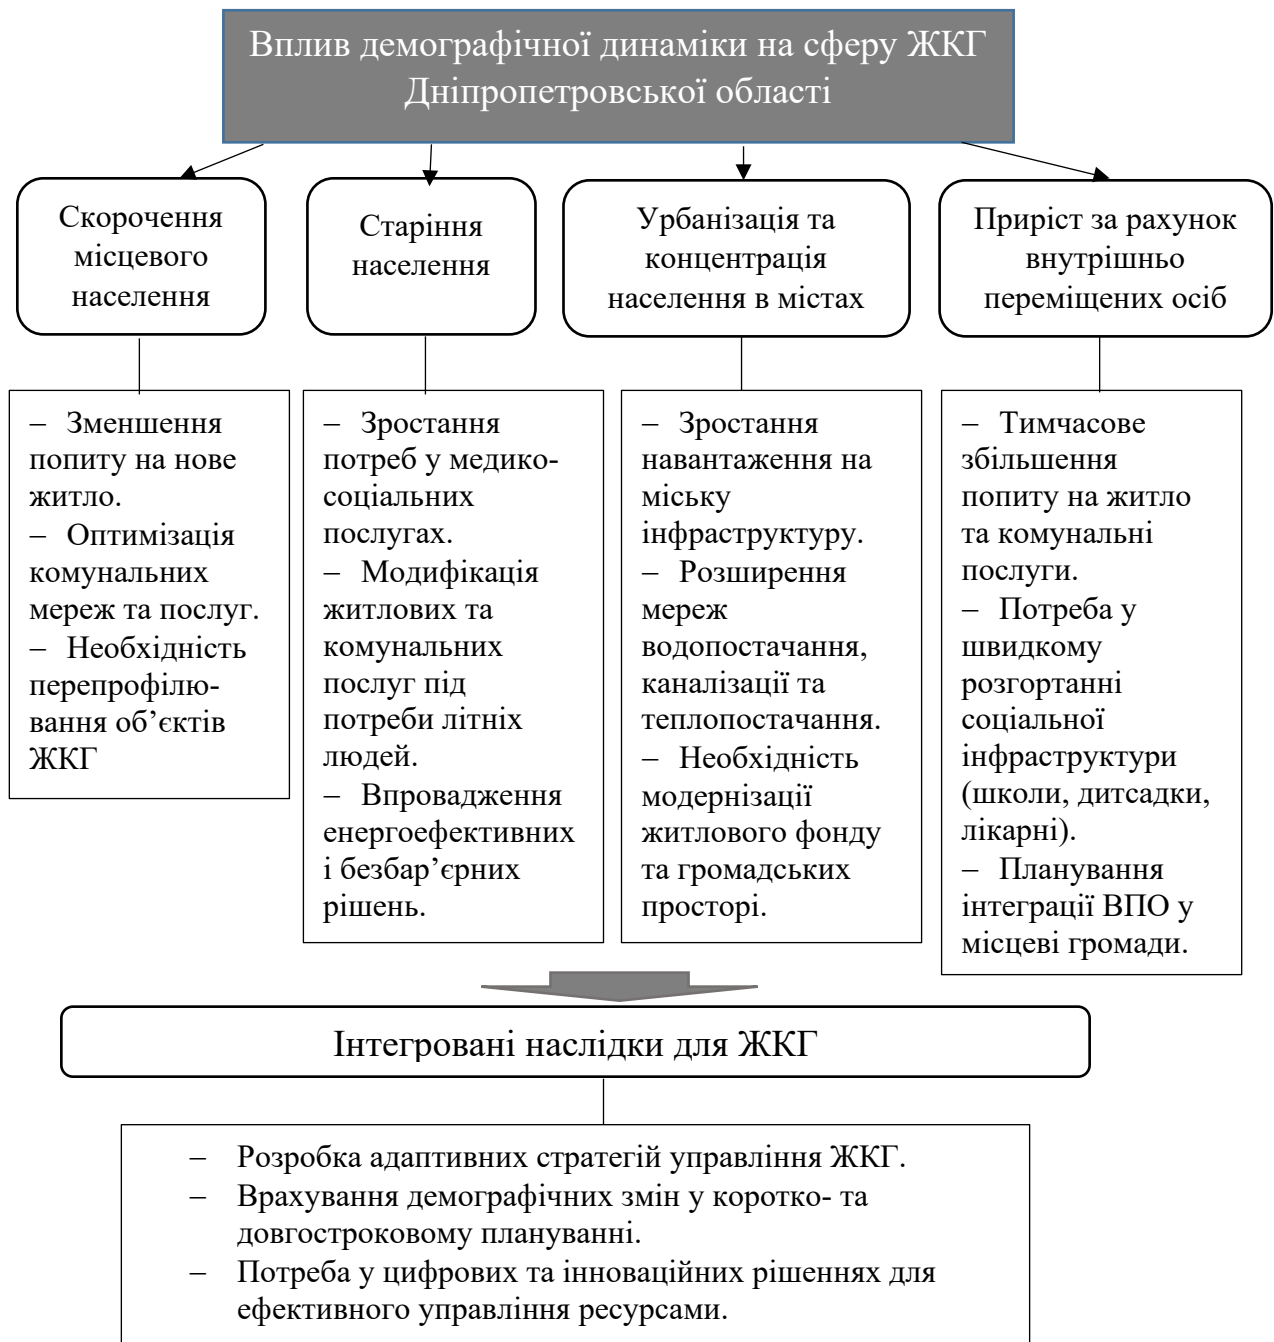 Вплив демографічної динаміки на сферу ЖКГ
Дніпропетровської області
Скорочення
місцевого
населення
Старіння
населення
Урбанізація та
концентрація
населення в містах
Приріст за рахунок
внутрішньо
переміщених осіб
– Зменшення
попиту на нове
житло.
– Оптимізація
комунальних
мереж та послуг.
– Необхідність
перепрофілю-
вання об’єктів
ЖКГ
– Зростання
потреб у медико-
соціальних
послугах.
– Модифікація
житлових та
комунальних
послуг під
потреби літніх
людей.
– Впровадження
енергоефективних
і безбар’єрних
рішень.
– Зростання
навантаження на
міську
інфраструктуру.
– Розширення
мереж
водопостачання,
каналізації та
теплопостачання.
– Необхідність
модернізації
житлового фонду
та громадських
просторі.
– Тимчасове
збільшення
попиту на житло
та комунальні
послуги.
– Потреба у
швидкому
розгортанні
соціальної
інфраструктури
(школи, дитсадки,
лікарні).
– Планування
інтеграції ВПО у
місцеві громади.
Інтегровані наслідки для ЖКГ
– Розробка адаптивних стратегій управління ЖКГ.
– Врахування демографічних змін у коротко- та
довгостроковому плануванні.
– Потреба у цифрових та інноваційних рішеннях для
ефективного управління ресурсами.